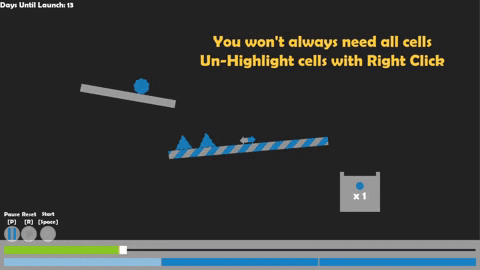 Days Until Launch: 13
You won't always need all cells
Un-Highlight cells with Right Click
x 1
Pause Reset Start
[P] [R] [Space]